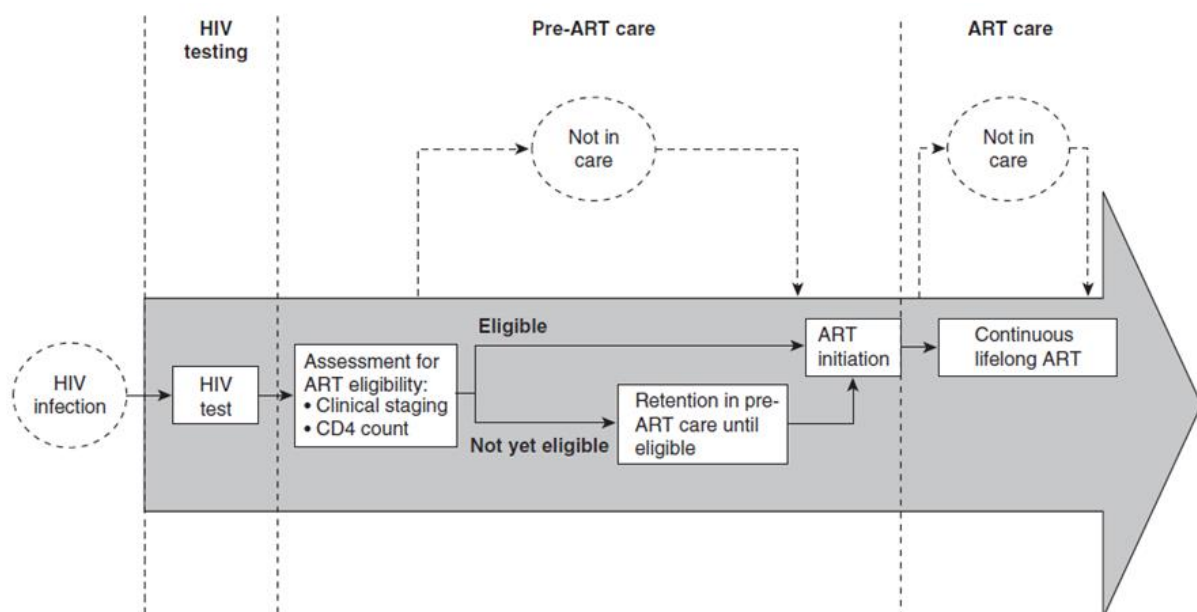 HIV
testing
Pre-ART care
ART care
Not in
care
Not in
care
HIV
infection
HIV
test
Assessment for
ART eligibility:
• Clinical staging
• CD4 count
Eligible
Not yet eligible
Retention in pre-
ART care until
eligible
ART
initiation
Continuous
lifelong ART